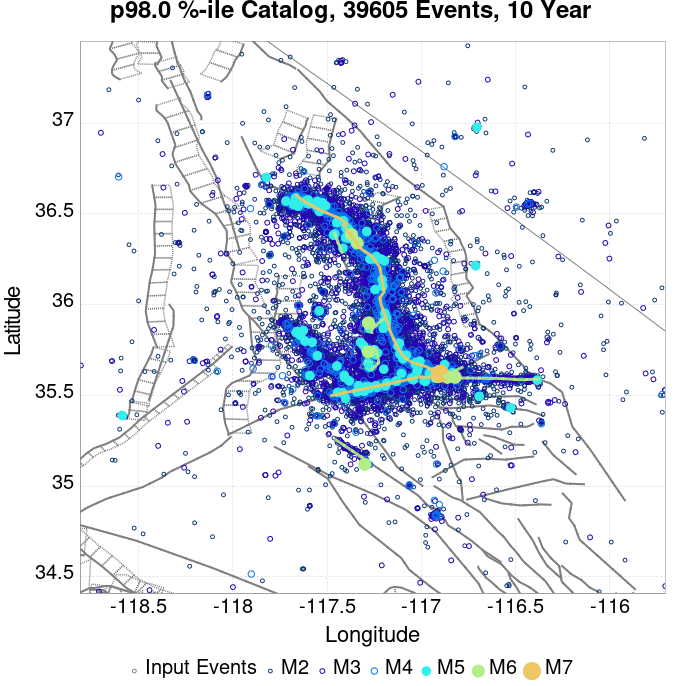 p98.0 %-ile Catalog, 39605 Events, 10 Year
37
36.5
36
35.5
35
34.5
Latitude
-118.5 -118 -117.5 -117 -116.5 -116
Longitude
Input Events M2 M3 M4 M5 M6 M7